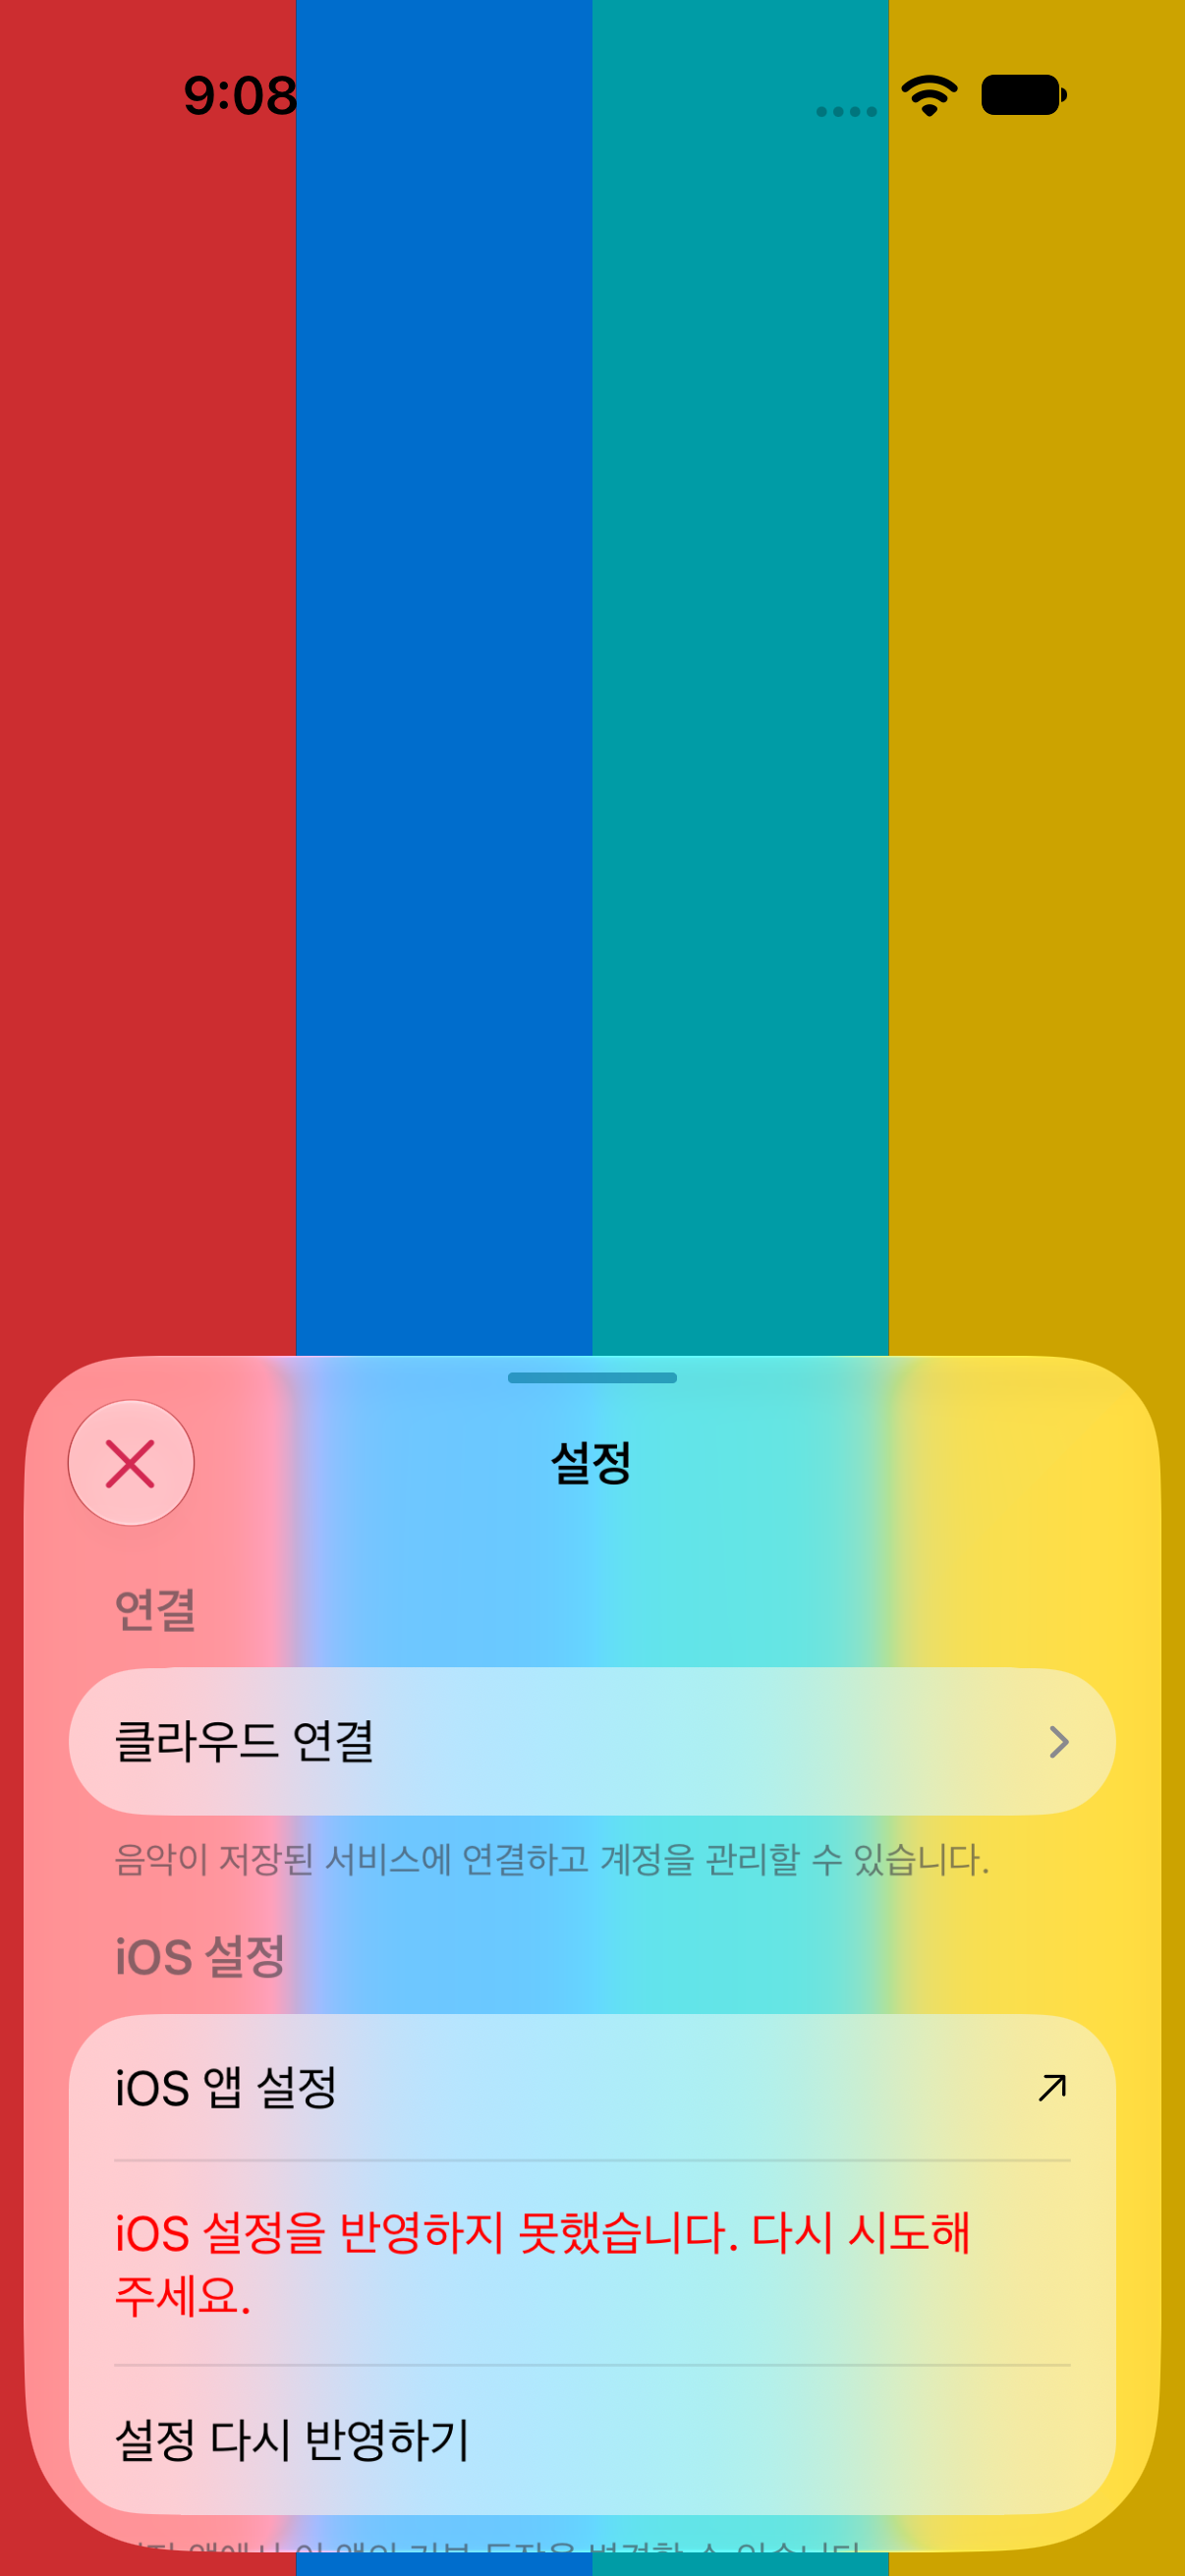 9:08
설정
연결
클라우드 연결
음악이 저장된 서비스에 연결하고 계정을 관리할 수 있습니다.
iOS 설정
iOS 앱 설정
iOS 설정을 반영하지 못했습니다. 다시 시도해
주세요.
설정 다시 반영하기